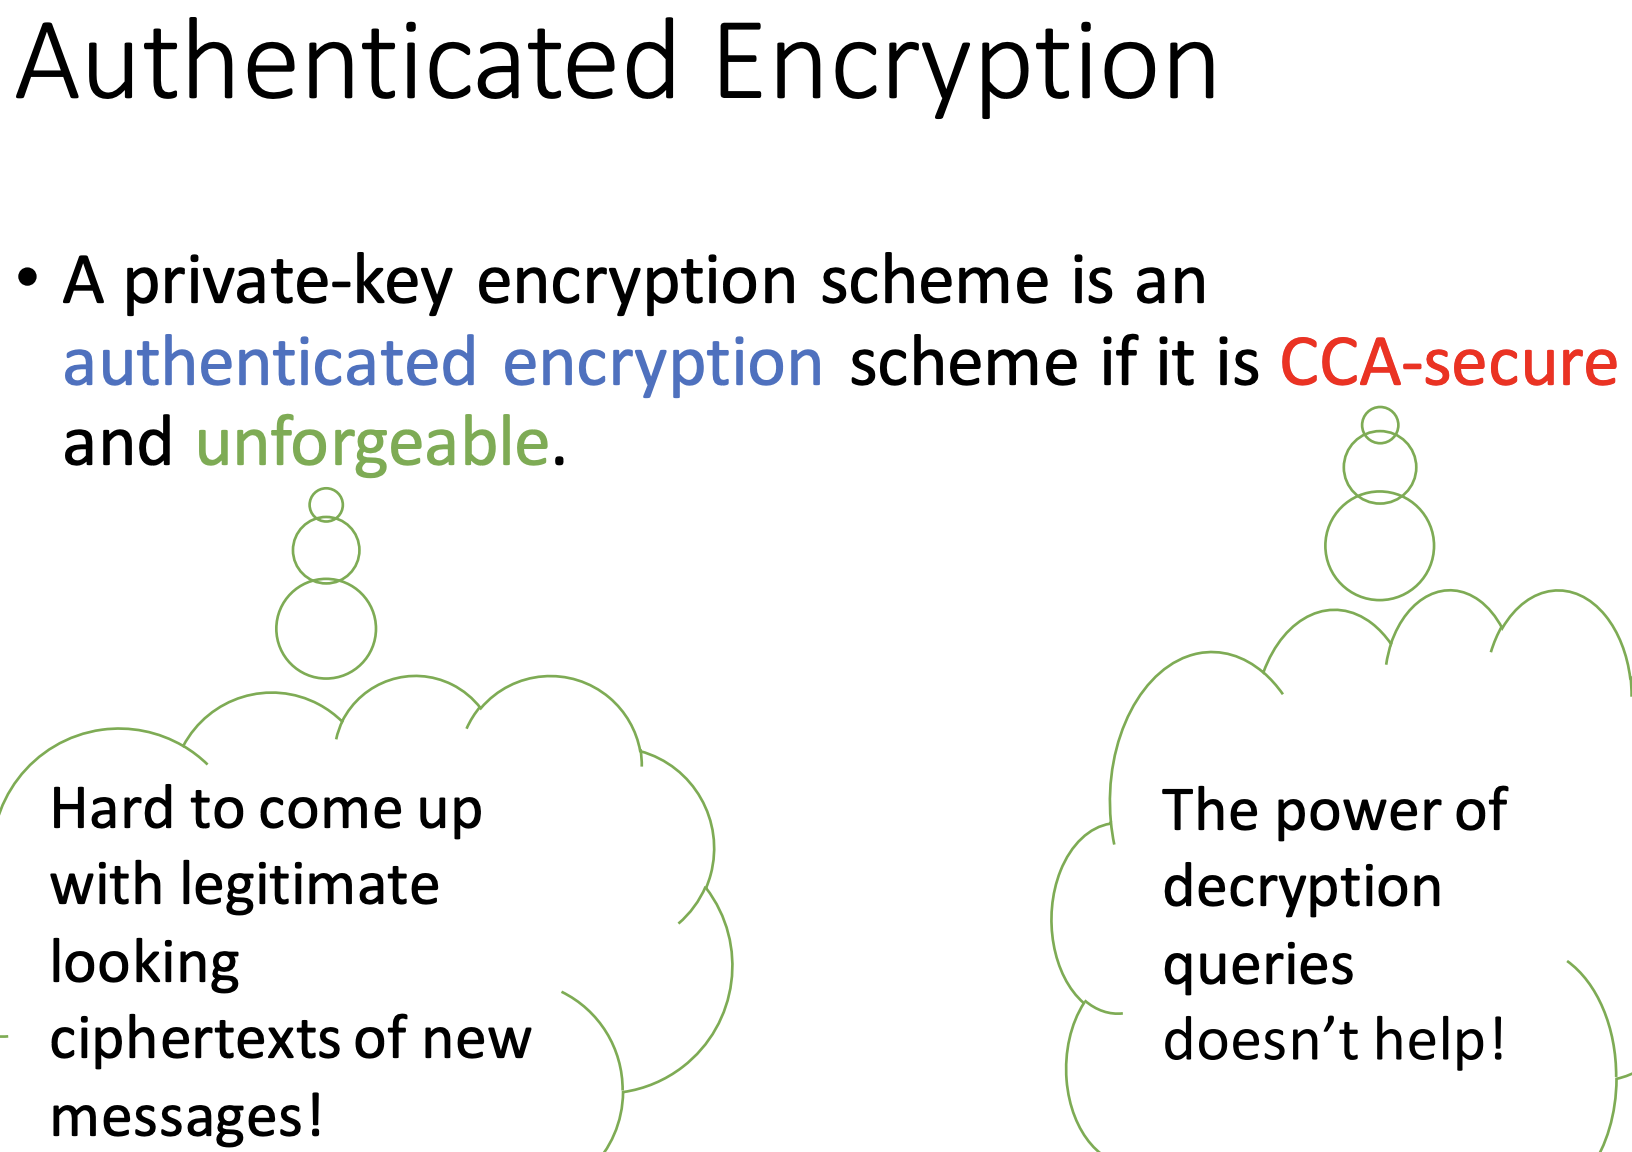 Authenticated Encryption
• A private-key encryption scheme is an
authenticated encryption scheme if it is CCA-secure
and unforgeable.
Hard to come up
with legitimate
looking
ciphertexts of new
messages!
The power of
decryption
queries
doesn’t help!